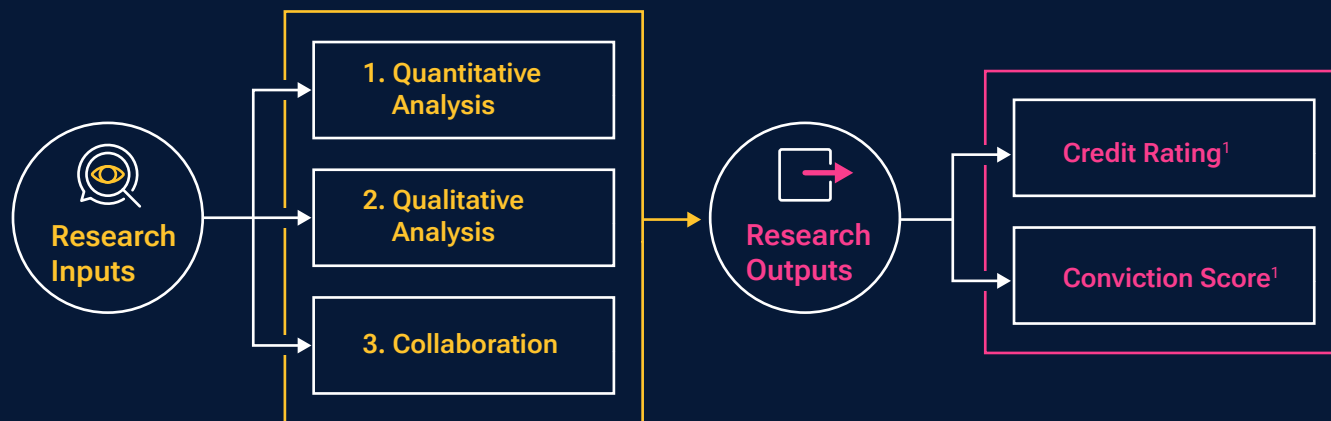 Research
Inputs
1. Quantitative
Analysis
2. Qualitative
Analysis
3. Collaboration
Research
Outputs
Credit Rating¹
Conviction Score¹